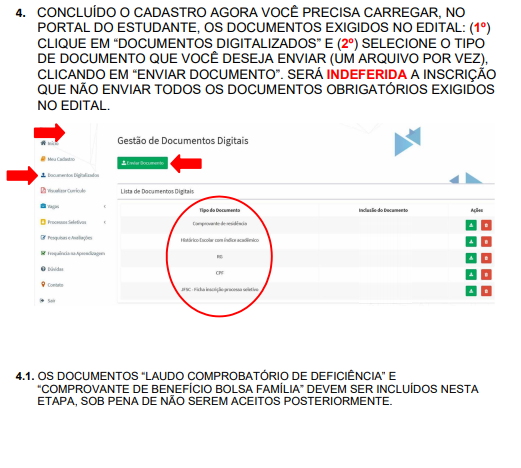 4. CONCLUÍDO O CADASTRO AGORA VOCÊ PRECISA CARREGAR, NO
PORTAL DO ESTUDANTE, OS DOCUMENTOS EXIGIDOS NO EDITAL: (1º)
CLIQUE EM “DOCUMENTOS DIGITALIZADOS” E (2º) SELECIONE O TIPO
DE DOCUMENTO QUE VOCÊ DESEJA ENVIAR (UM ARQUIVO POR VEZ),
CLICANDO EM “ENVIAR DOCUMENTO”. SERÁ INDEFERIDA A INSCRIÇÃO
QUE NÃO ENVIAR TODOS OS DOCUMENTOS OBRIGATÓRIOS EXIGIDOS
NO EDITAL.
Início
Meu Cadastro
Documentos Digitalizados
Visualizar Currículo
Vagas
Processos Seletivos
Pesquisas e Avaliações
Frequência na Aprendizagem
Dúvidas
Contato
Sair
Gestão de Documentos Digitais
Enviar Documento
Lista de Documentos Digitais
Tipo do Documento Inclusão do Documento Ações
Comprovante de residência
Histórico Escolar com índice acadêmico
RG
CPF
IFSC - Ficha inscrição processo seletivo
4.1. OS DOCUMENTOS “LAUDO COMPROBATÓRIO DE DEFICIÊNCIA” E
“COMPROVANTE DE BENEFÍCIO BOLSA FAMÍLIA” DEVEM SER INCLUÍDOS NESTA
ETAPA, SOB PENA DE NÃO SEREM ACEITOS POSTERIORMENTE.